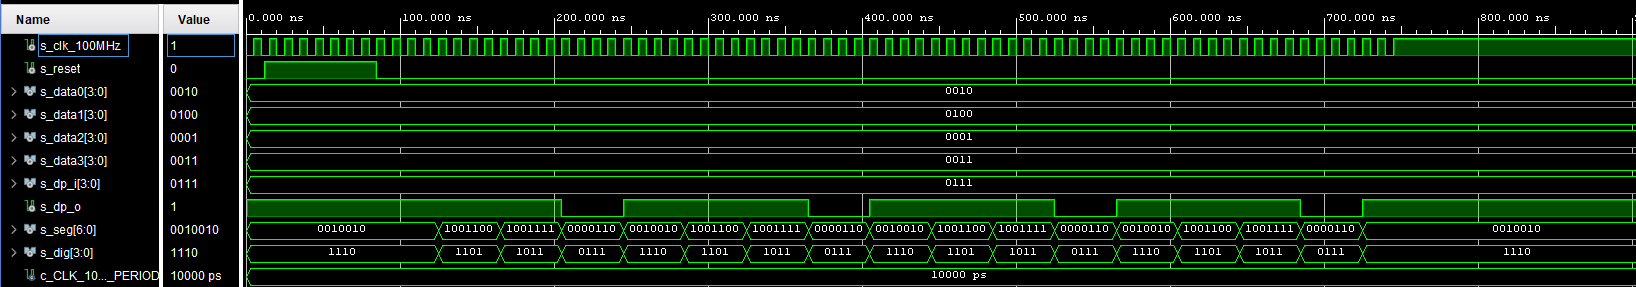 Name Value 0.000 ns 100.000 ns 200.000 ns 300.000 ns 400.000 ns 500.000 ns 600.000 ns 700.000 ns 800.000 ns
s_clk_100MHz 1
s_reset 0
s_data0[3:0] 0010 0010
s_data1[3:0] 0100 0100
s_data2[3:0] 0001 0001
s_data3[3:0] 0011 0011
s_dp_i[3:0] 0111 0111
s_dp_o 1
s_seg[6:0] 0010010 0010010 1001100 1001111 0000110 0010010 1001100 1001111 0000110 0010010 1001100 1001111 0000110 0010010 1001100 1001111 0000110 0010010
s_dig[3:0] 1110 1110 1101 1011 0111 1110 1101 1011 0111 1110 1101 1011 0111 1110 1101 1011 0111 1110
c_CLK_10..._PERIOD 10000 ps 10000 ps